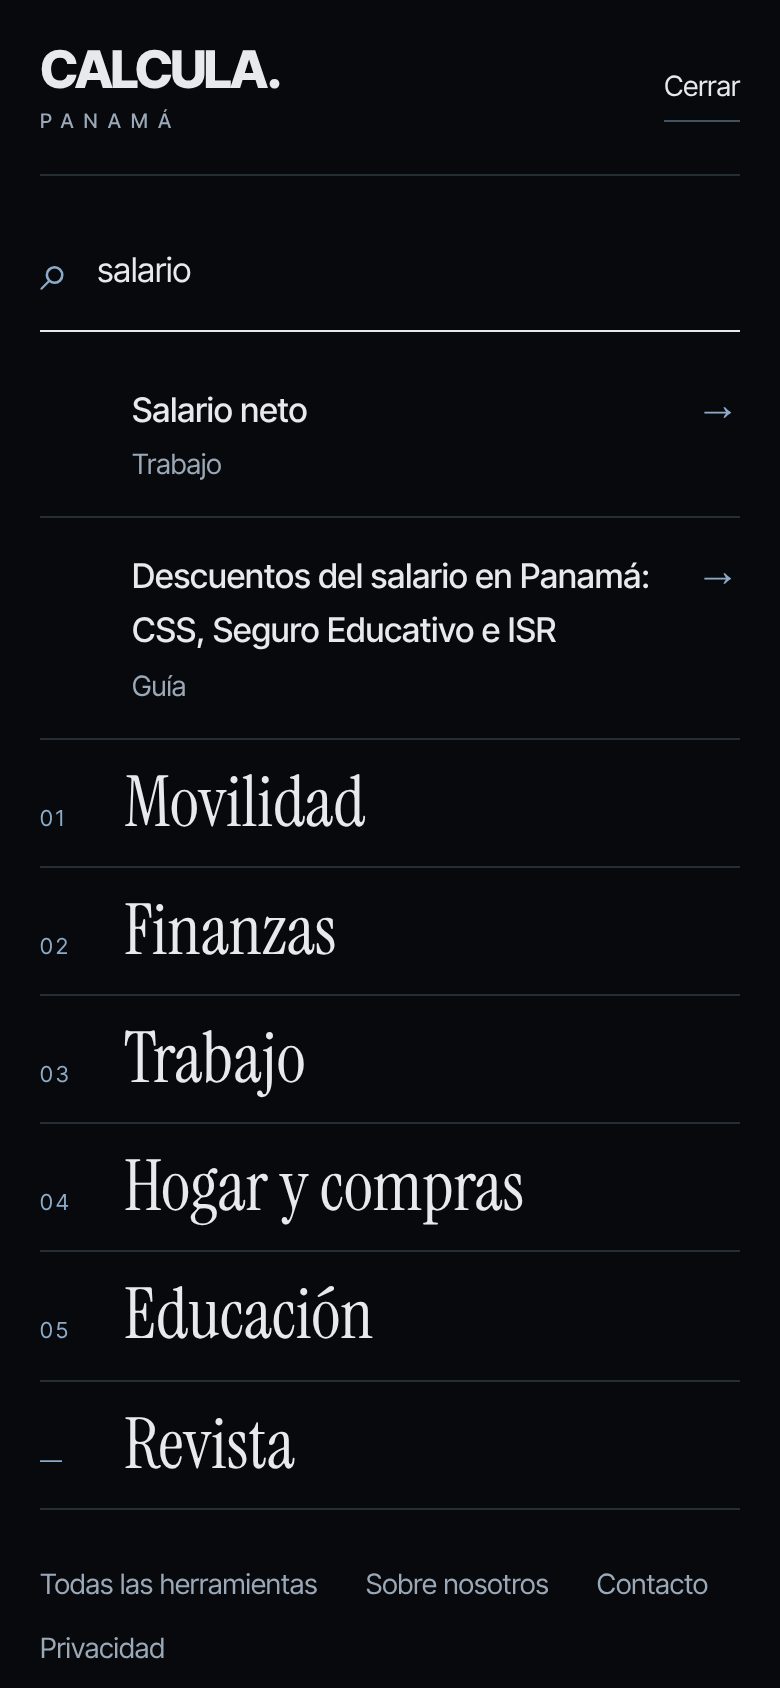 CALCULA.
PANAMÁ
Cerrar
salario
Salario neto →
Trabajo
Descuentos del salario en Panamá: →
CSS, Seguro Educativo e ISR
Guía
01 Movilidad
02 Finanzas
03 Trabajo
04 Hogar y compras
05 Educación
— Revista
Todas las herramientas Sobre nosotros Contacto
Privacidad